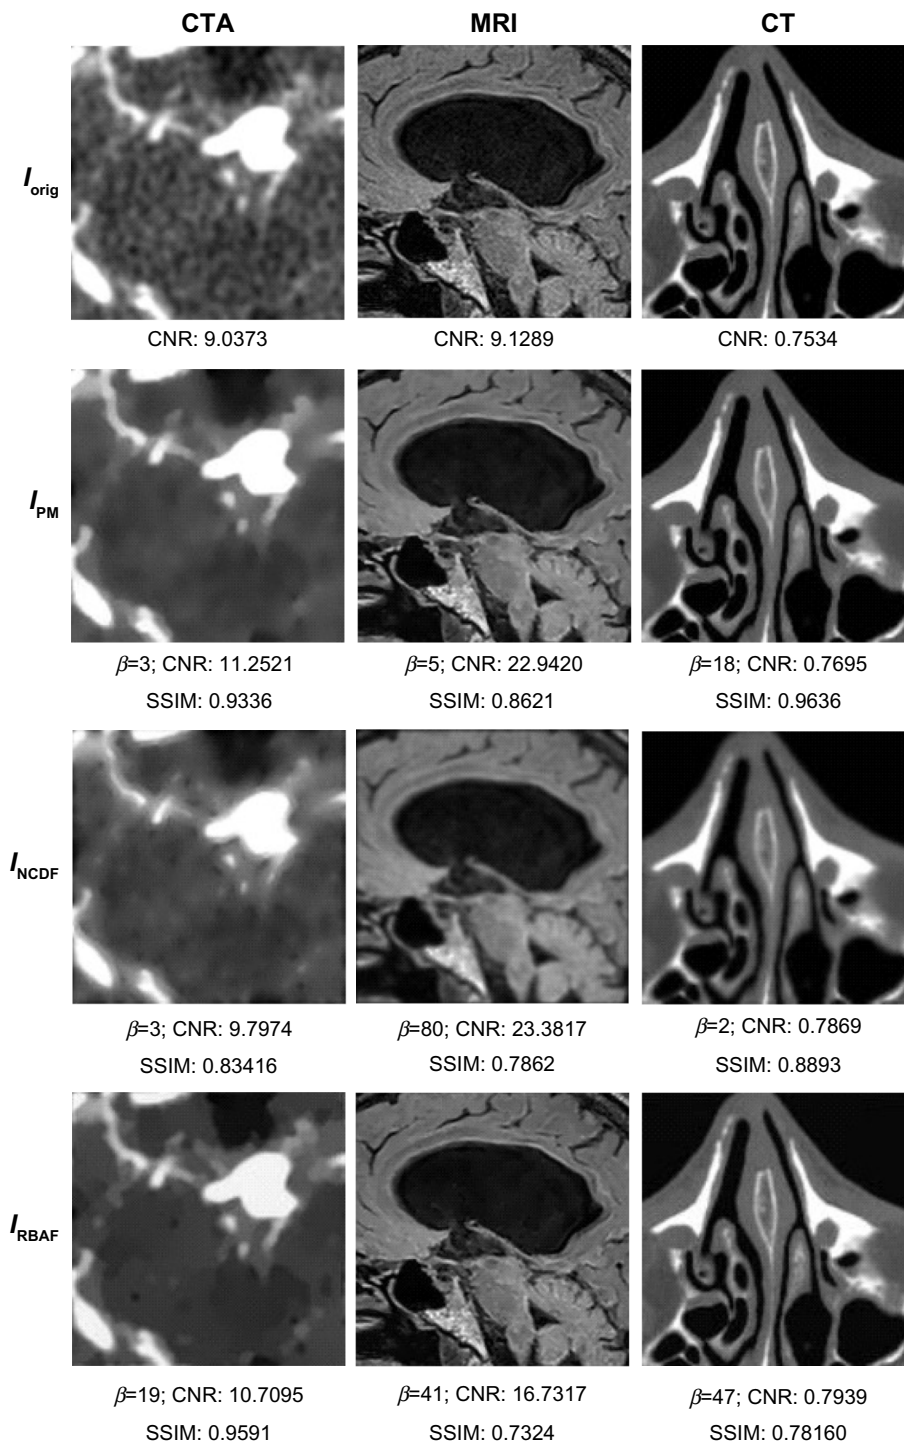 CTA MRI CT
I orig
CNR: 9.0373 CNR: 9.1289 CNR: 0.7534
I PM
β=3; CNR: 11.2521 β=5; CNR: 22.9420 β=18; CNR: 0.7695
SSIM: 0.9336 SSIM: 0.8621 SSIM: 0.9636
I NCDF
β=3; CNR: 9.7974 β=80; CNR: 23.3817 β=2; CNR: 0.7869
SSIM: 0.83416 SSIM: 0.7862 SSIM: 0.8893
I RBAF
β=19; CNR: 10.7095 β=41; CNR: 16.7317 β=47; CNR: 0.7939
SSIM: 0.9591 SSIM: 0.7324 SSIM: 0.78160